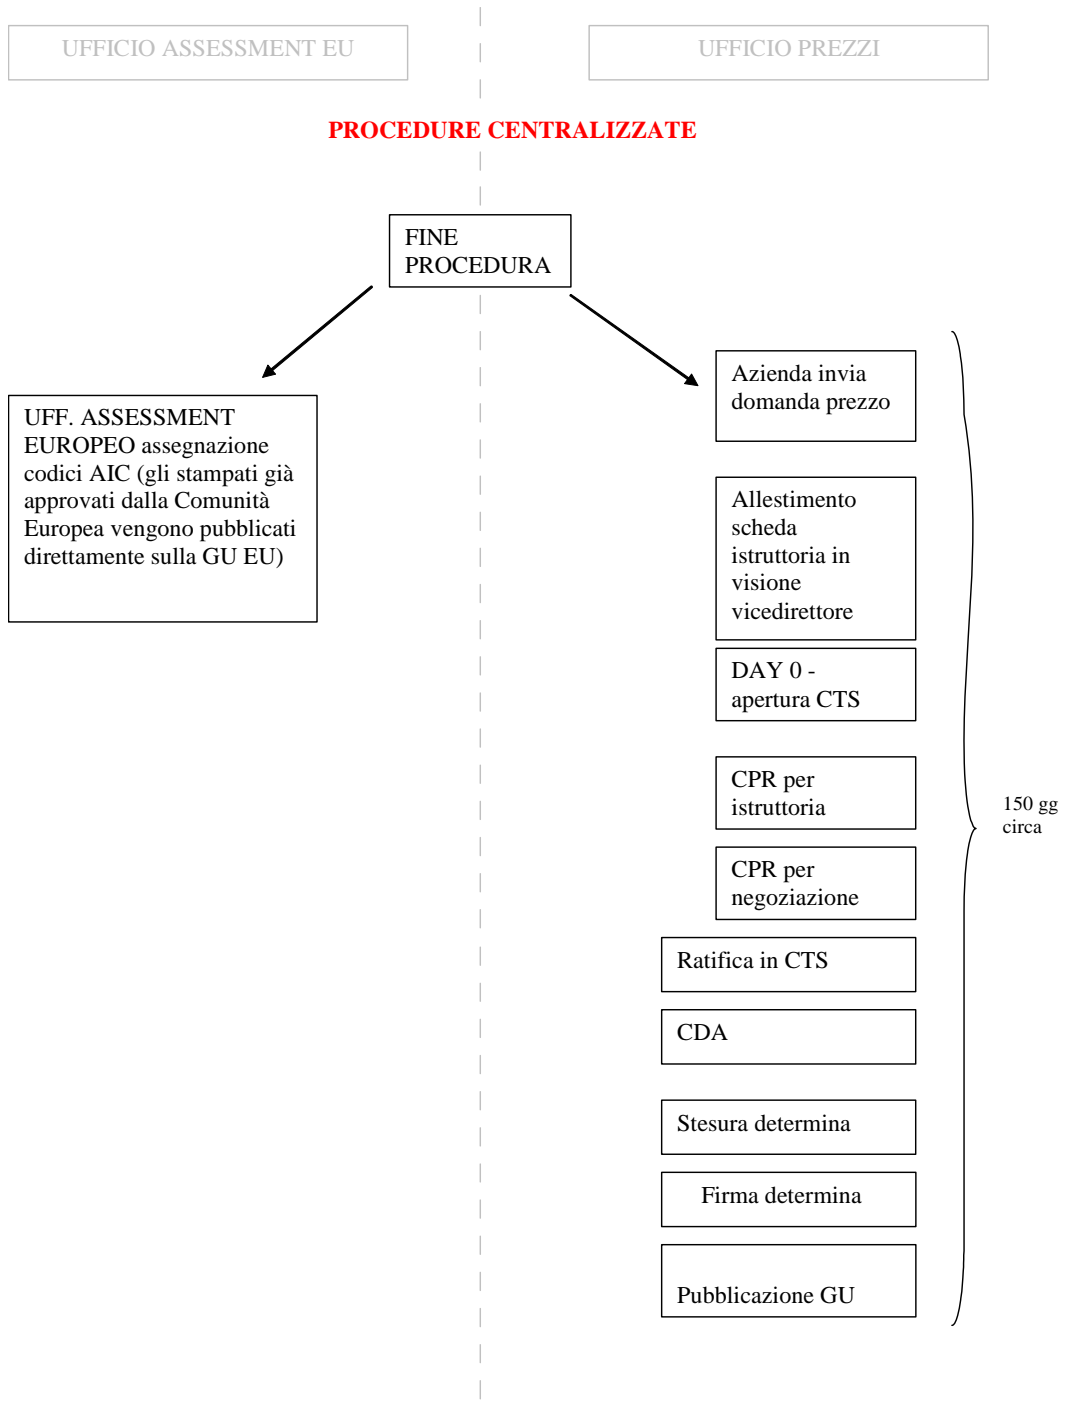 UFFICIO ASSESSMENT EU
UFFICIO PREZZI
PROCEDURE CENTRALIZZATE
FINE
PROCEDURA
UFF. ASSESSMENT
EUROPEO assegnazione
codici AIC (gli stampati già
approvati dalla Comunità
Europea vengono pubblicati
direttamente sulla GU EU)
Azienda invia
domanda prezzo
Allestimento
scheda
istruttoria in
visione
vicedirettore
DAY 0 -
apertura CTS
CPR per
istruttoria
CPR per
negoziazione
Ratifica in CTS
CDA
Stesura determina
Firma determina
Pubblicazione GU
150 gg
circa